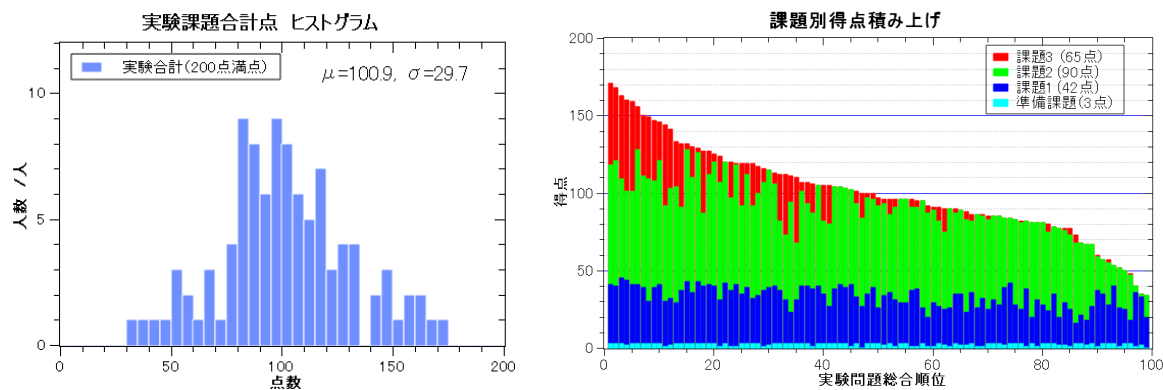 実験課題合計点 ヒストグラム
実験合計(200点満点)
μ=100.9, σ=29.7
人数 / 人
10
5
0
0
50
100
150
200
点数
課題別得点積み上げ
課題3 (65点)
課題2 (90点)
課題1 (42点)
準備課題(3点)
得点
200
150
100
50
0
0
20
40
60
80
100
実験問題総合順位